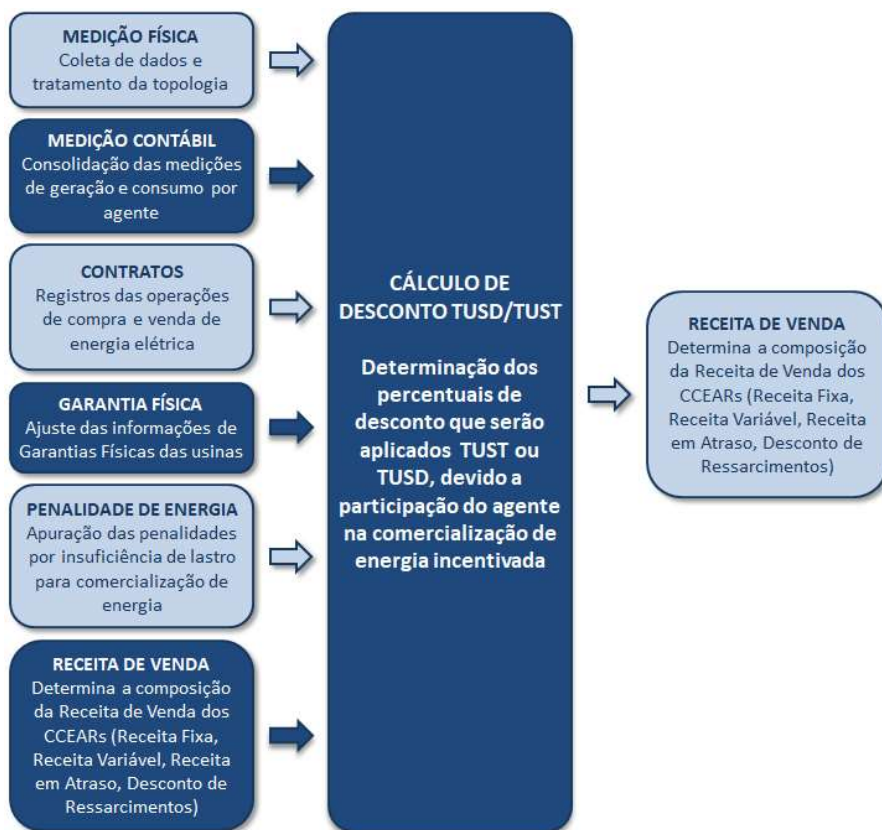 MEDIÇÃO FÍSICA
Coleta de dados e
tratamento da topologia
MEDIÇÃO CONTÁBIL
Consolidação das medições
de geração e consumo por
agente
CONTRATOS
Registros das operações
de compra e venda de
energia elétrica
GARANTIA FÍSICA
Ajuste das informações de
Garantias Físicas das usinas
PENALIDADE DE ENERGIA
Apuração das penalidades
por insuficiência de lastro
para comercialização de
energia
RECEITA DE VENDA
Determina a composição
da Receita de Venda dos
CCEARs (Receita Fixa,
Receita Variável, Receita
em Atraso, Desconto de
Ressarcimentos)
CÁLCULO DE
DESCONTO TUSD/TUST
Determinação dos
percentuais de
desconto que serão
aplicados TUST ou
TUSD, devido a
participação do agente
na comercialização de
energia incentivada
RECEITA DE VENDA
Determina a composição
da Receita de Venda dos
CCEARs (Receita Fixa,
Receita Variável, Receita
em Atraso, Desconto de
Ressarcimentos)